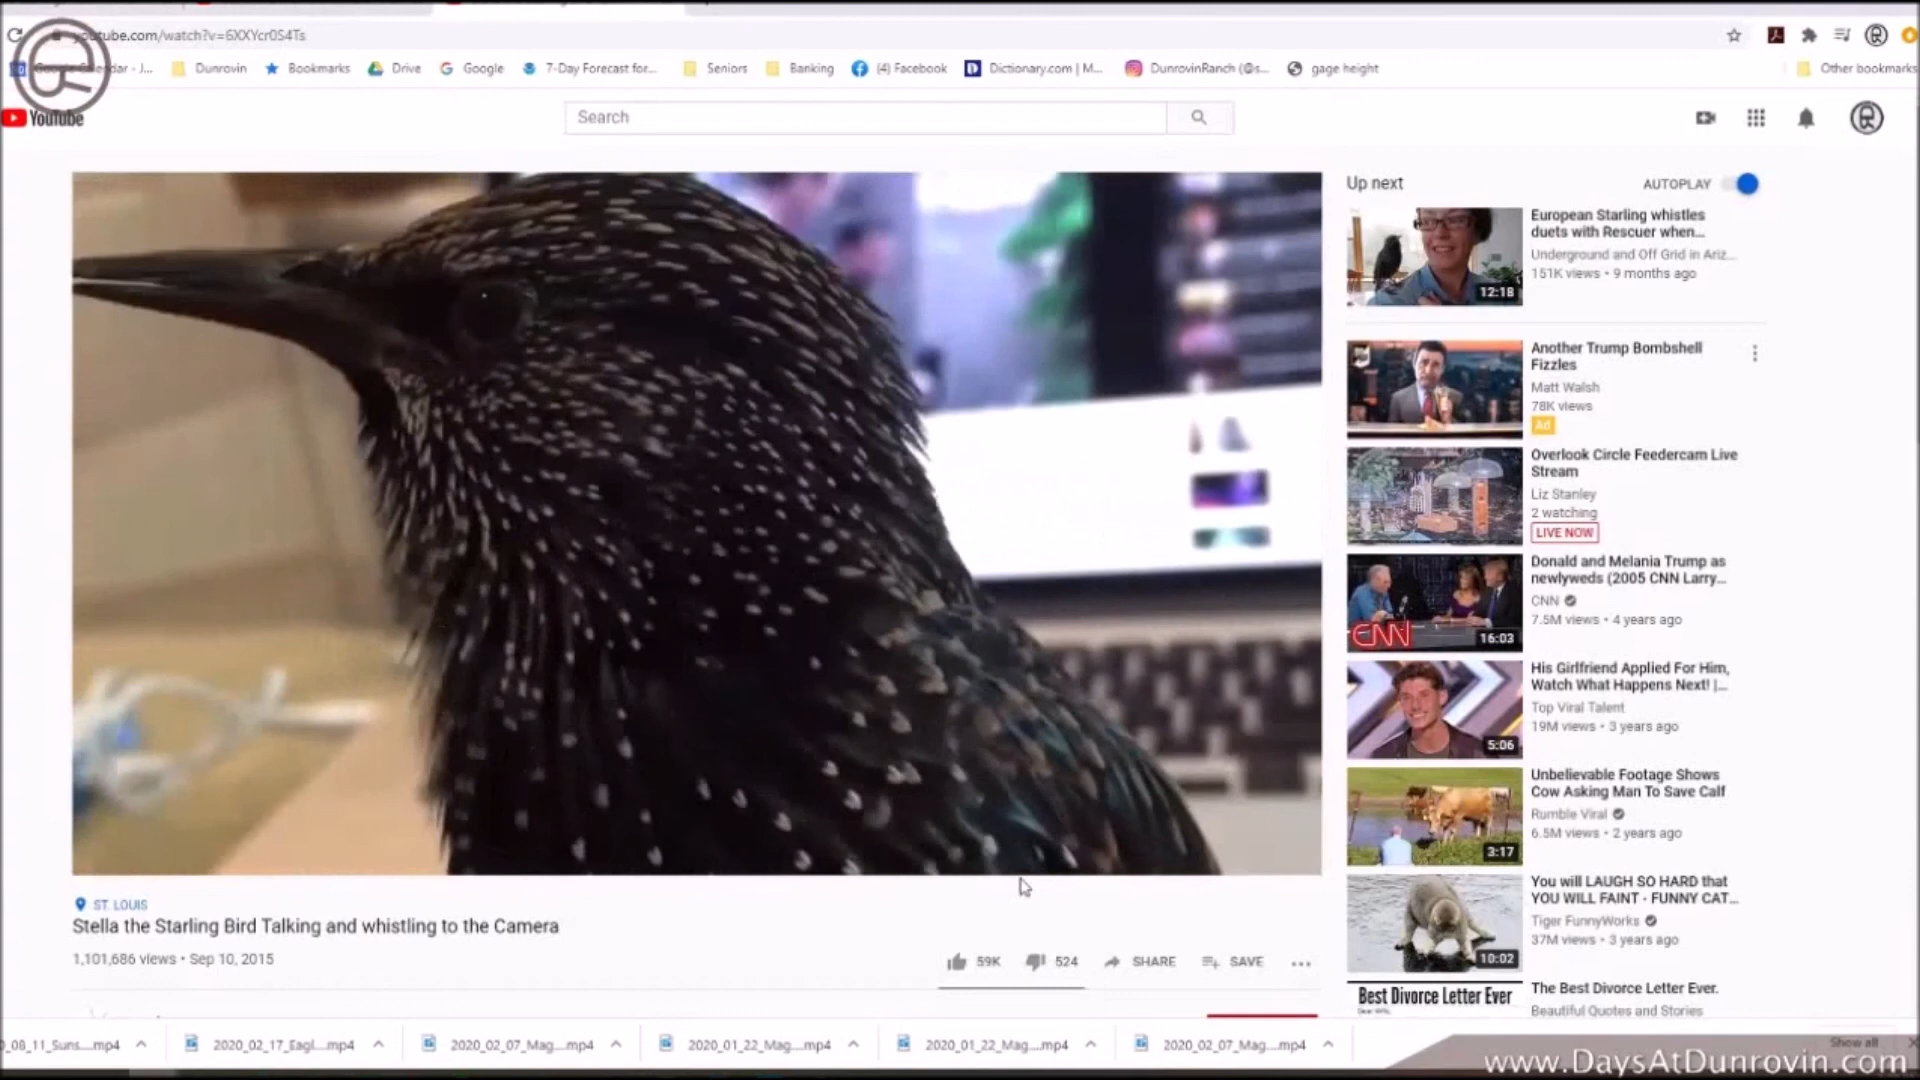 youtube.com/watch?v=6XXYcr0S4Ts
Google Calendar - J... Dunrovin Bookmarks Drive Google 7-Day Forecast for... Seniors Banking (4) Facebook Dictionary.com | M... DunrovinRanch (@s... gage height Other bookmarks
YouTube
Search
Up next AUTOPLAY
European Starling whistles
duets with Rescuer when...
Underground and Off Grid in Ariz...
151K views • 9 months ago
12:18
Another Trump Bombshell
Fizzles
Matt Walsh
78K views
Ad
Overlook Circle Feedercam Live
Stream
Liz Stanley
2 watching
LIVE NOW
Donald and Melania Trump as
newlyweds (2005 CNN Larry...
CNN
7.5M views • 4 years ago
CNN
16:03
His Girlfriend Applied For Him,
Watch What Happens Next! |...
Top Viral Talent
19M views • 3 years ago
5:06
Unbelievable Footage Shows
Cow Asking Man To Save Calf
Rumble Viral
6.5M views • 2 years ago
3:17
You will LAUGH SO HARD that
YOU WILL FAINT - FUNNY CAT...
Tiger FunnyWorks
37M views • 3 years ago
10:02
The Best Divorce Letter Ever.
Beautiful Quotes and Stories
Best Divorce Letter Ever
ST. LOUIS
Stella the Starling Bird Talking and whistling to the Camera
1,101,686 views • Sep 10, 2015
59K 524 SHARE SAVE
0_08_11_Suns....mp4 2020_02_17_Eagl....mp4 2020_02_07_Mag....mp4 2020_01_22_Mag....mp4 2020_01_22_Mag....mp4 2020_02_07_Mag....mp4 Show all
www.DaysAtDunrovin.com